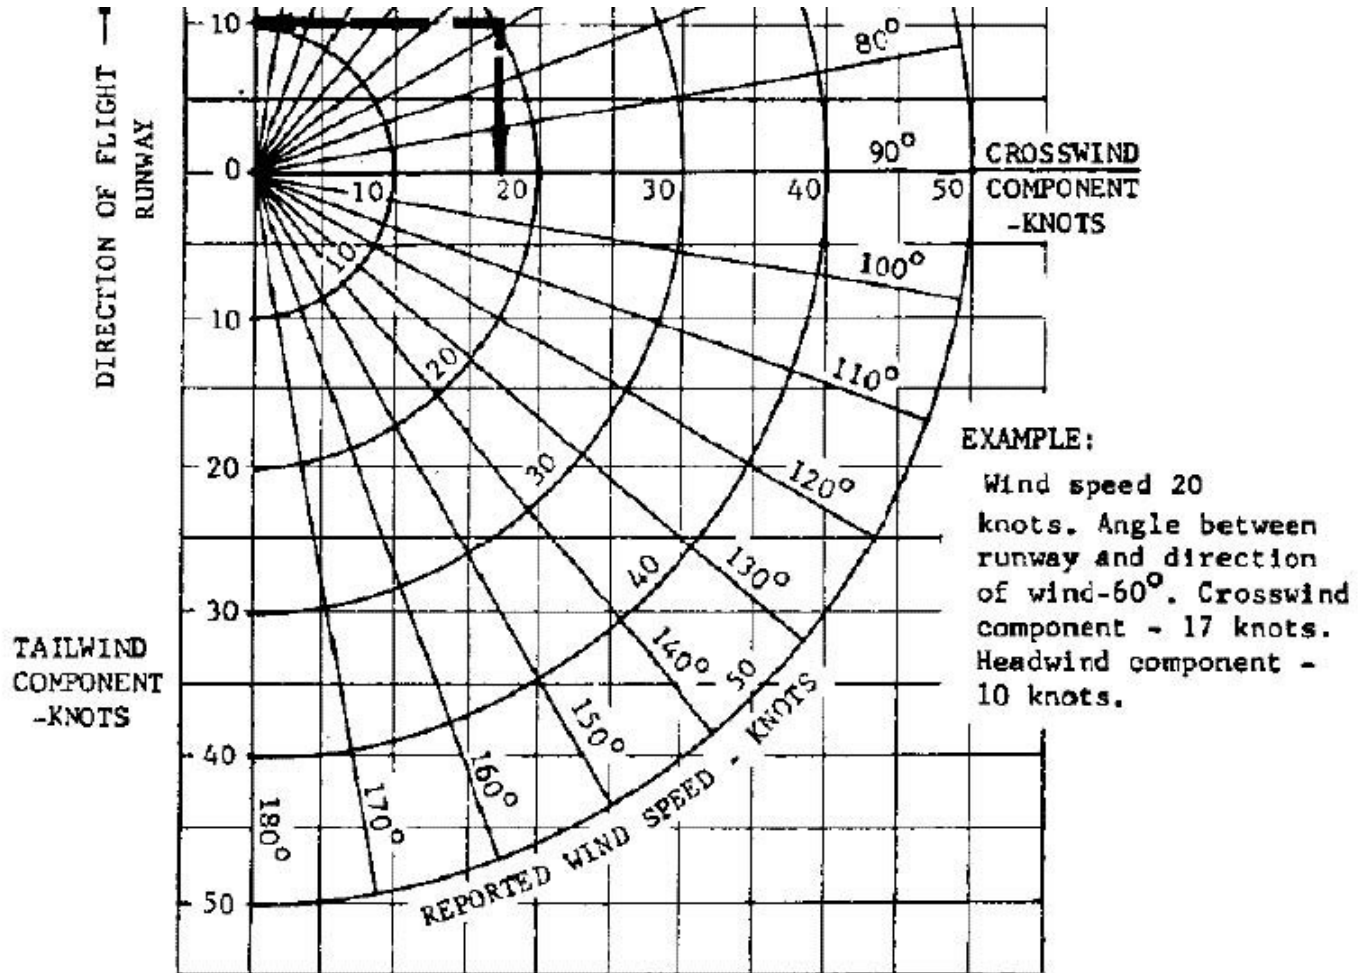 DIRECTION OF FLIGHT
RUNWAY
10
80°
0
90°
CROSSWIND
COMPONENT
-KNOTS
10
20
30
40
50
10
100°
10
20
110°
EXAMPLE:
Wind speed 20
knots. Angle between
runway and direction
of wind-60°. Crosswind
component - 17 knots.
Headwind component -
10 knots.
20
30
120°
40
130°
30
TAILWIND
COMPONENT
-KNOTS
140°
50
150°
40
160°
170°
180°
REPORTED WIND SPEED - KNOTS
50